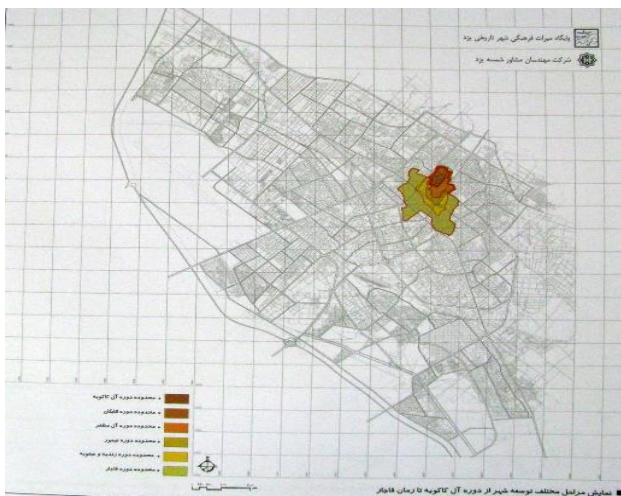 پایگاه میراث فرهنگی شهر تاریخی یزد
شرکت مهندسان مشاور شمسه یزد
محدوده دوره آل کاکویه
محدوده دوره اتابکان
محدوده دوره آل مظفر
محدوده دوره تیمور
محدوده دوره زندیه و صفویه
محدوده دوره قاجار
نمایش مراحل مختلف توسعه شهر از دوره آل کاکویه تا زمان قاجار